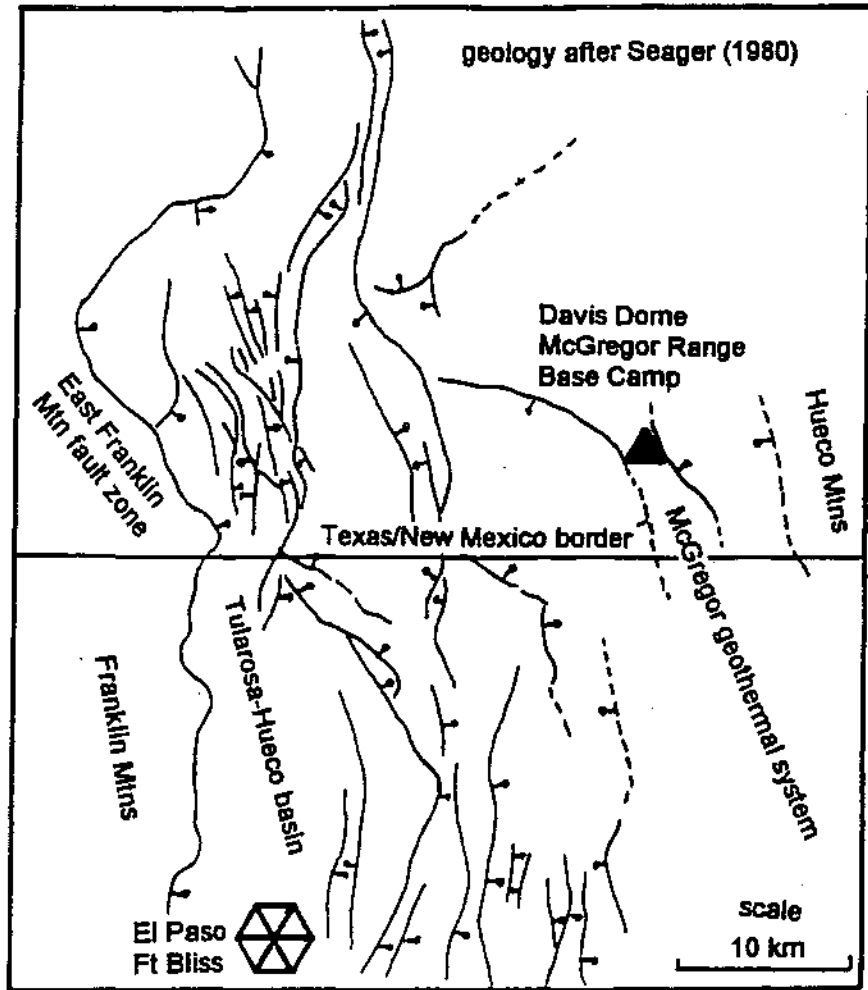 geology after Seager (1980)
Davis Dome
McGregor Range
Base Camp
East Franklin
Mtn fault zone
Hueco Mtns
Texas/New Mexico border
McGregor geothermal system
Franklin Mtns
Tularosa-Hueco basin
El Paso
Ft Bliss
scale
10 km